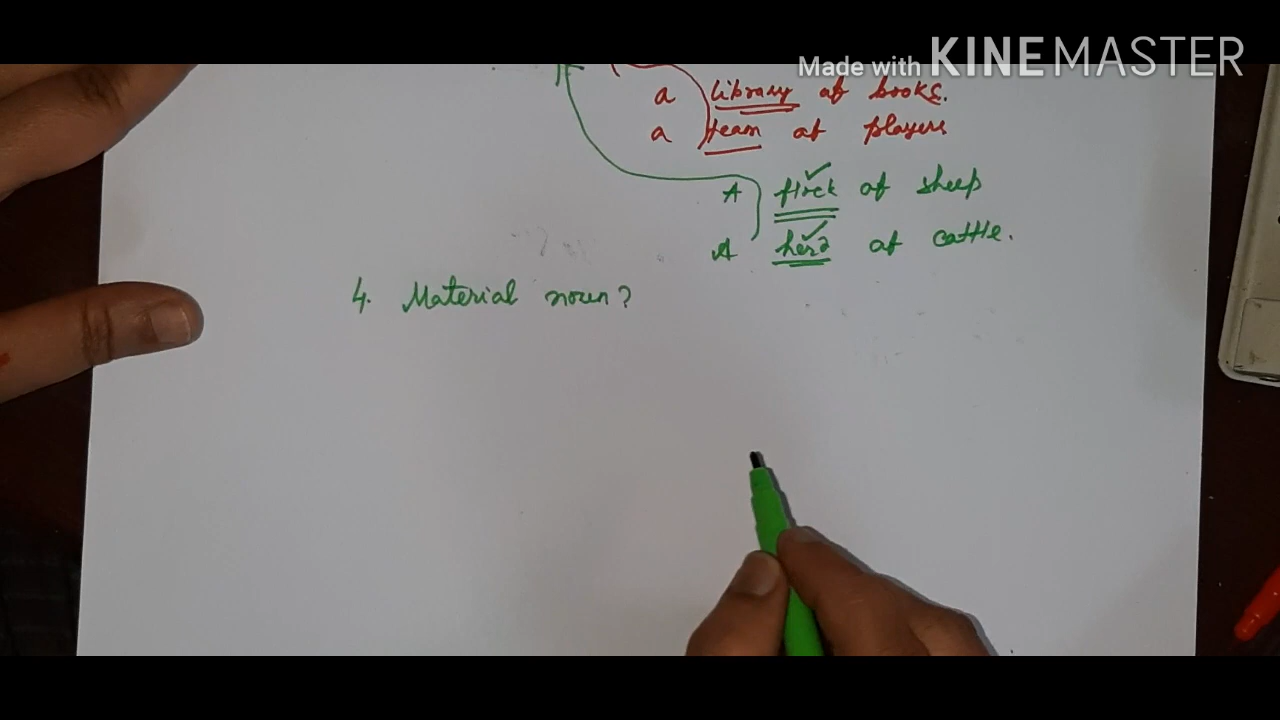 Made with KINEMASTER
a library of books.
a team of players
A flock of sheep
A herd of cattle.
4. Material noun?